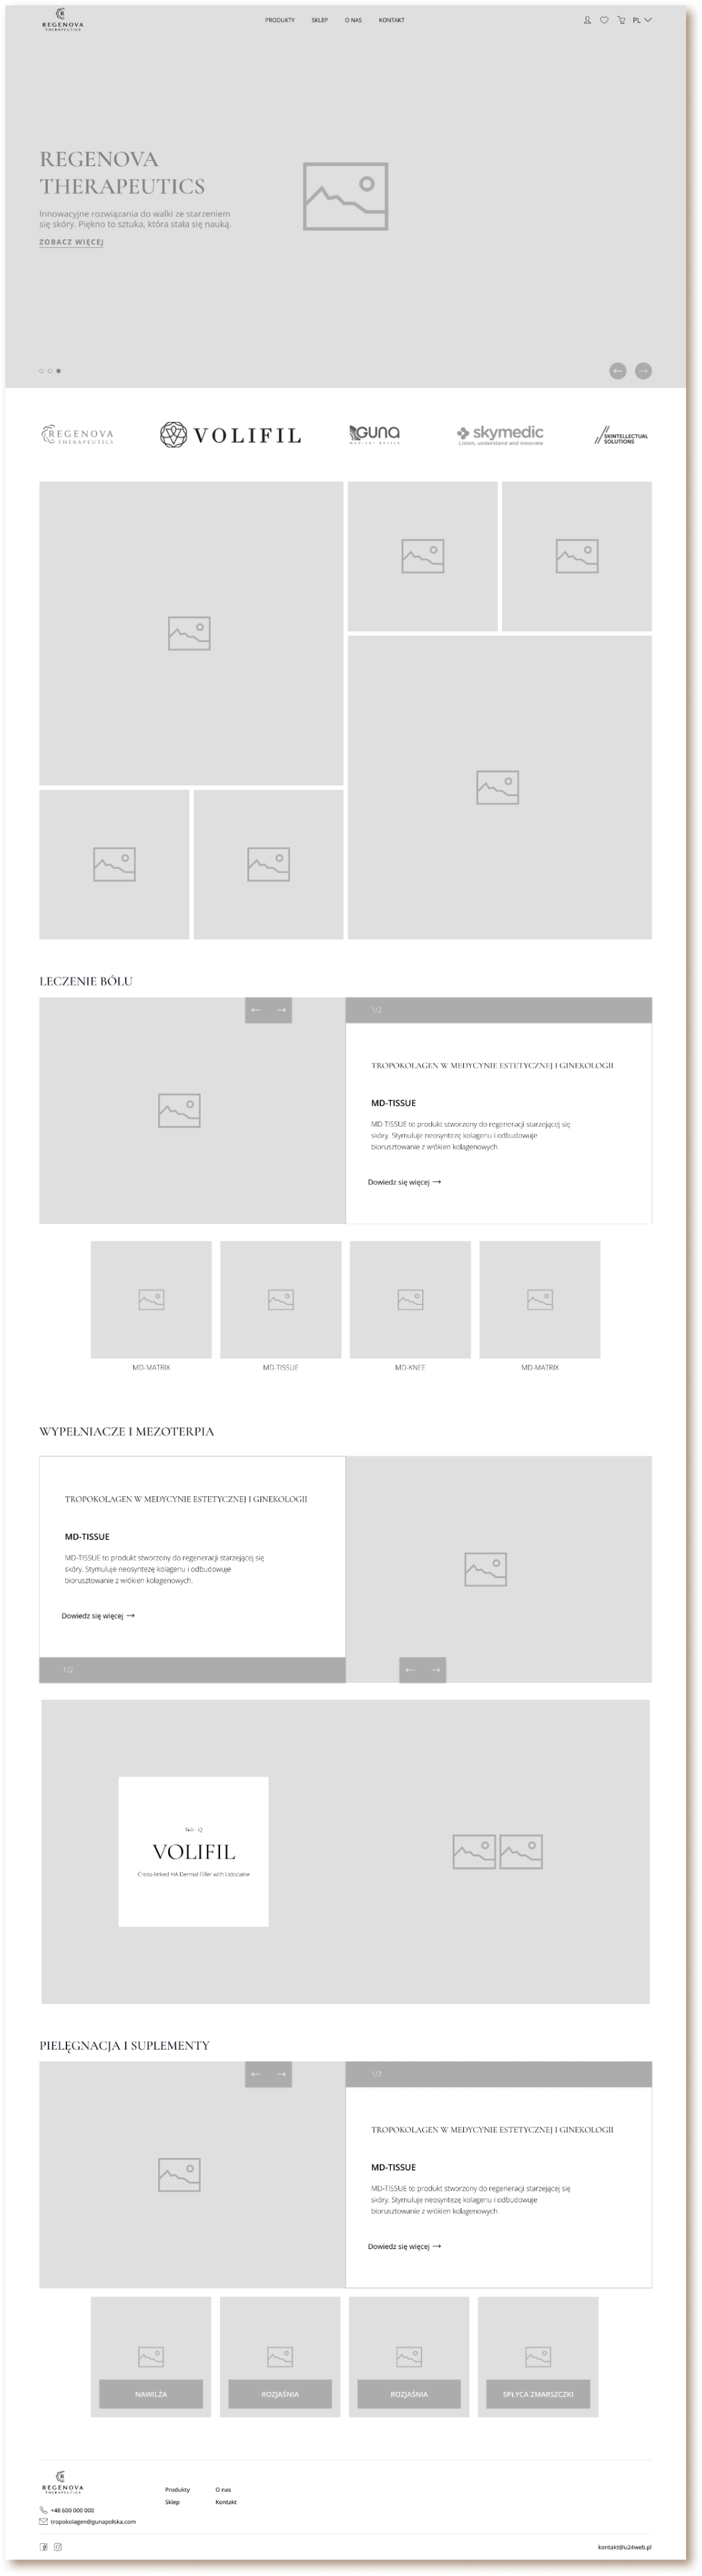 REGENOVA
THERAPEUTICS
PRODUKTY
SKLEP
O NAS
KONTAKT
PL
REGENOVA
THERAPEUTICS
Innowacyjne rozwiązania do walki ze starzeniem
się skóry. Piękno to sztuka, która stała się nauką.
ZOBACZ WIĘCEJ
REGENOVA
THERAPEUTICS
VOLIFIL
GUNA
Medical Device
skymedic
Listen, understand and innovate
SKINTELLECTUAL
SOLUTIONS
LECZENIE BÓLU
1/2
TROPOKOLAGEN W MEDYCYNIE ESTETYCZNEJ I GINEKOLOGII
MD-TISSUE
MD-TISSUE to produkt stworzony do regeneracji starzejącej się
skóry. Stymuluje neosyntezę kolagenu i odbudowuje
biorusztowanie z włókien kolagenowych.
Dowiedz się więcej
MD-MATRIX
MD-TISSUE
MD-KNEE
MD-MATRIX
WYPEŁNIACZE I MEZOTERPIA
TROPOKOLAGEN W MEDYCYNIE ESTETYCZNEJ I GINEKOLOGII
MD-TISSUE
MD-TISSUE to produkt stworzony do regeneracji starzejącej się
skóry. Stymuluje neosyntezę kolagenu i odbudowuje
biorusztowanie z włókien kolagenowych.
Dowiedz się więcej
1/2
Sub - Q
VOLIFIL
Cross-linked HA Dermal Filler with Lidocaine
PIELĘGNACJA I SUPLEMENTY
1/2
TROPOKOLAGEN W MEDYCYNIE ESTETYCZNEJ I GINEKOLOGII
MD-TISSUE
MD-TISSUE to produkt stworzony do regeneracji starzejącej się
skóry. Stymuluje neosyntezę kolagenu i odbudowuje
biorusztowanie z włókien kolagenowych.
Dowiedz się więcej
NAWILŻA
ROZJAŚNIA
ROZJAŚNIA
SPŁYCA ZMARSZCZKI
REGENOVA
THERAPEUTICS
Produkty
O nas
Sklep
Kontakt
+48 600 000 000
tropokolagen@gunapolska.com
kontakt@u24web.pl